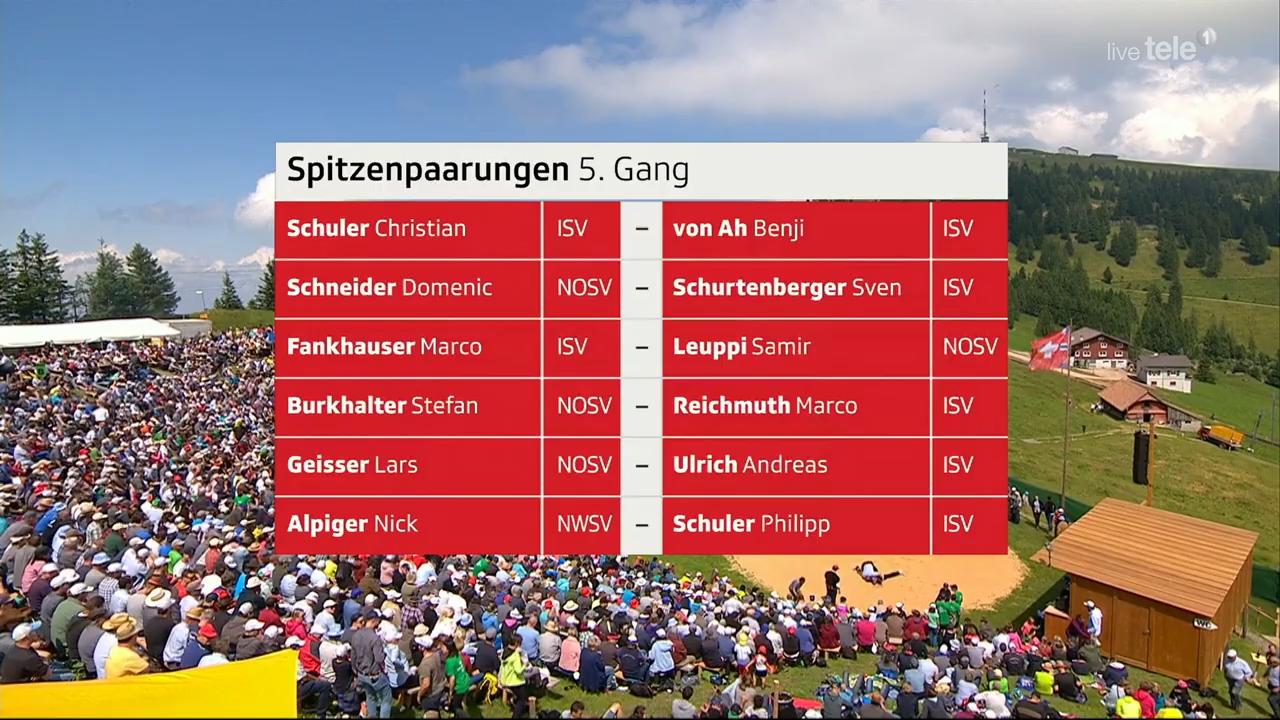 live tele 1
Spitzenpaarungen 5. Gang
Schuler Christian ISV – von Ah Benji ISV
Schneider Domenic NOSV – Schurtenberger Sven ISV
Fankhauser Marco ISV – Leuppi Samir NOSV
Burkhalter Stefan NOSV – Reichmuth Marco ISV
Geisser Lars NOSV – Ulrich Andreas ISV
Alpiger Nick NWSV – Schuler Philipp ISV